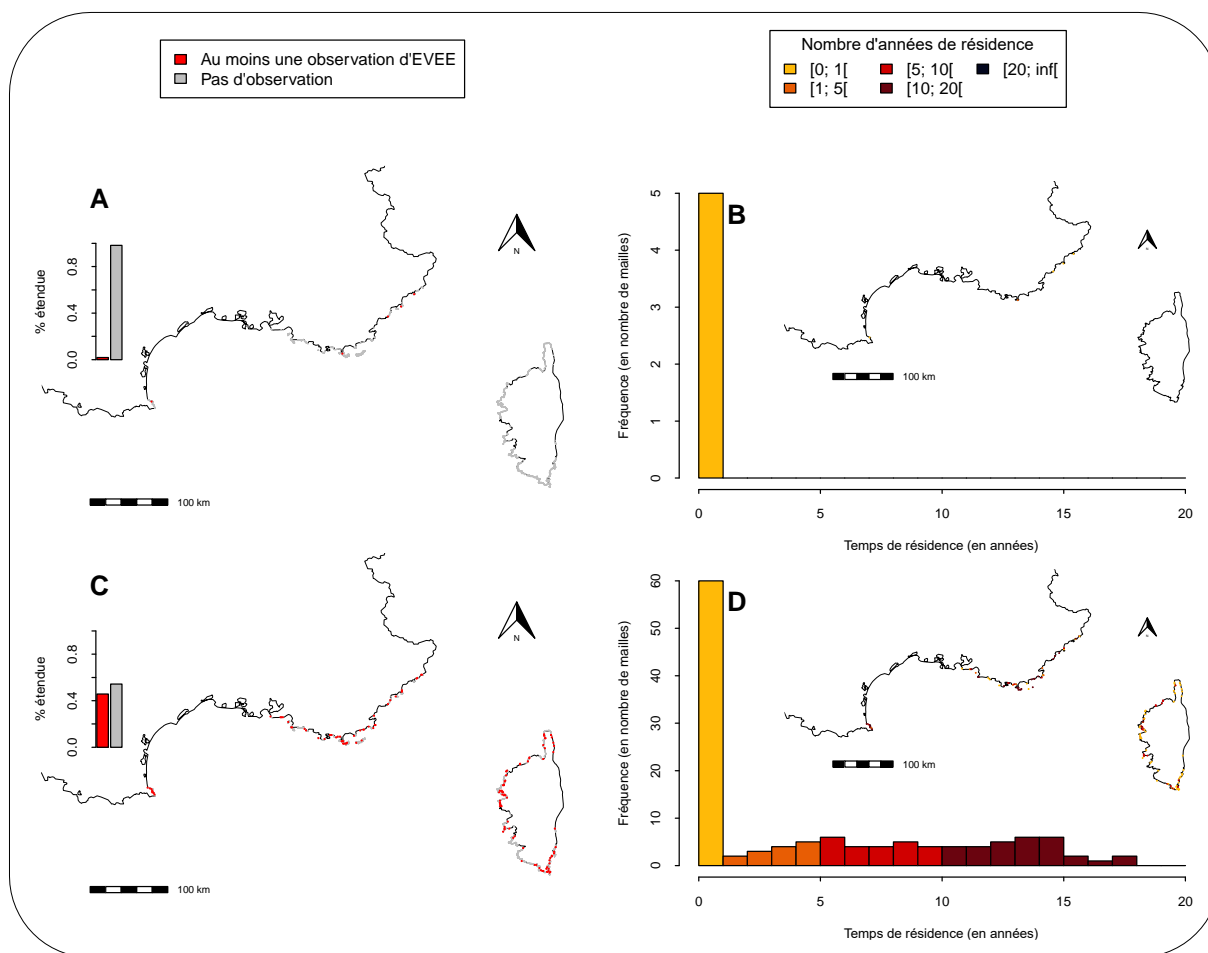 Au moins une observation d'EVEE
Pas d'observation
Nombre d'années de résidence
[0; 1[
[5; 10[
[20; inf[
[1; 5[
[10; 20[
A
% étendue
0.0
0.4
0.8
N
100 km
B
Fréquence (en nombre de mailles)
0
1
2
3
4
5
100 km
0
5
10
15
20
Temps de résidence (en années)
C
% étendue
0.0
0.4
0.8
N
100 km
D
Fréquence (en nombre de mailles)
0
10
20
30
40
50
60
100 km
0
5
10
15
20
Temps de résidence (en années)